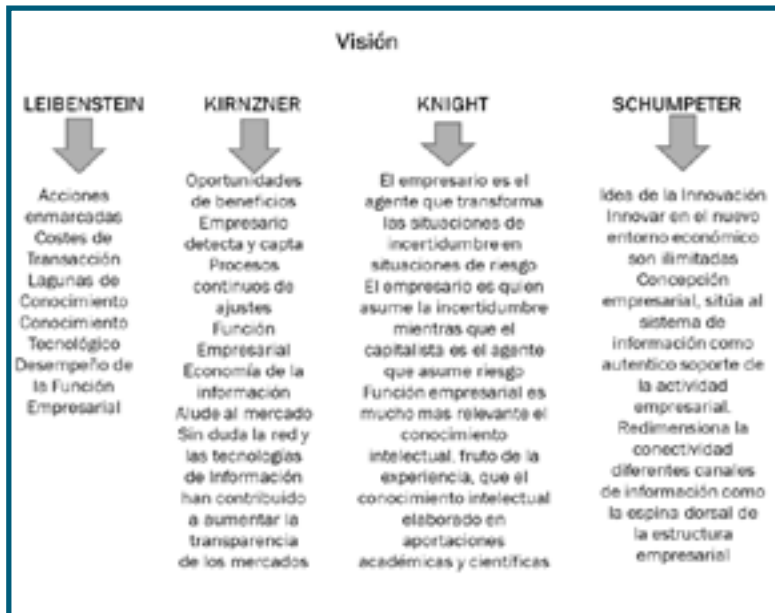 Visión
LEIBENSTEIN
Acciones
enmarcadas
Costes de
Transacción
Lagunas de
Conocimiento
Conocimiento
Tecnológico
Desempeño de
la Función
Empresarial
KIRNZNER
Oportunidades
de beneficios
Empresario
detecta y capta
Procesos
continuos de
ajustes
Función
Empresarial
Economía de la
información
Alude al mercado
Sin duda la red y
las tecnologías
de Información
han contribuido
a aumentar la
transparencia
de los mercados
KNIGHT
El empresario es el
agente que transforma
las situaciones de
incertidumbre en
situaciones de riesgo
El empresario es quien
asume la incertidumbre
mientras que el
capitalista es el agente
que asume riesgo
Función empresarial es
mucho mas relevante el
conocimiento
intelectual, fruto de la
experiencia, que el
conocimiento intelectual
elaborado en
aportaciones
académicas y científicas
SCHUMPETER
Idea de la Innovación
Innovar en el nuevo
entorno económico
son ilimitadas
Concepción
empresarial, sitúa al
sistema de
información como
autentico soporte de
la actividad
empresarial.
Redimensiona la
conectividad
diferentes canales
de información como
la espina dorsal de
la estructura
empresarial